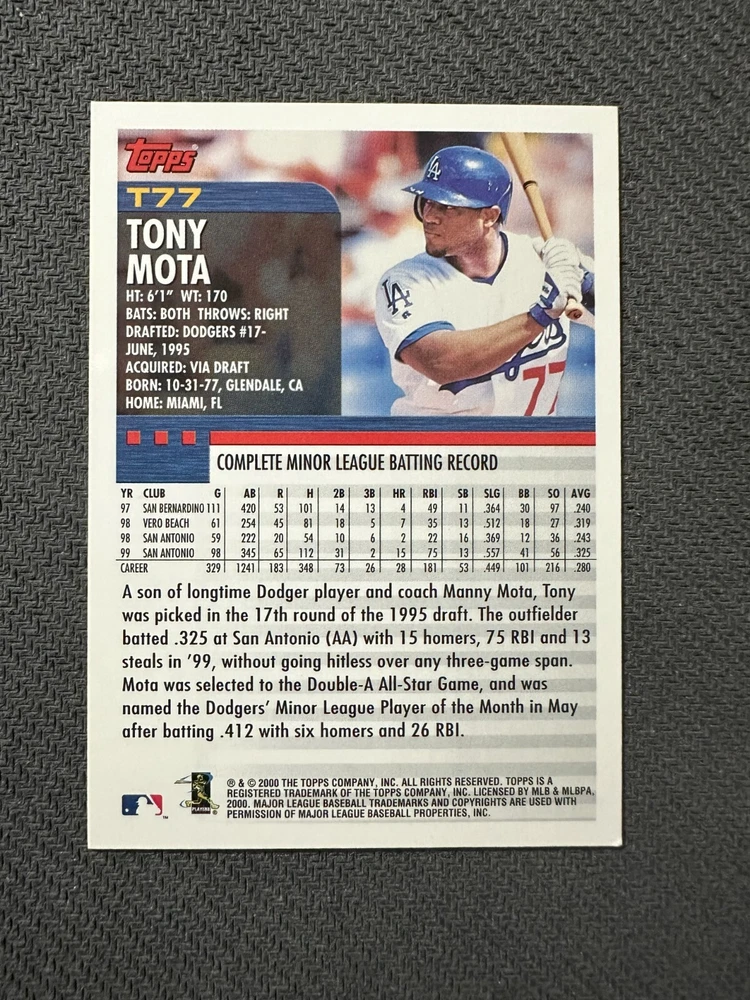 Topps
T77
TONY
MOTA
HT: 6'1" WT: 170
BATS: BOTH THROWS: RIGHT
DRAFTED: DODGERS #17-
JUNE, 1995
ACQUIRED: VIA DRAFT
BORN: 10-31-77, GLENDALE, CA
HOME: MIAMI, FL
LA
LA
77
COMPLETE MINOR LEAGUE BATTING RECORD
YR CLUB G AB R H 2B 3B HR RBI SB SLG BB SO AVG
97 SAN BERNARDINO 111 420 53 101 14 13 4 49 11 .364 30 97 .240
98 VERO BEACH 61 254 45 81 18 5 7 35 13 .512 18 27 .319
98 SAN ANTONIO 59 222 20 54 10 6 2 22 16 .369 12 36 .243
99 SAN ANTONIO 98 345 65 112 31 2 15 75 13 .557 41 56 .325
CAREER 329 1241 183 348 73 26 28 181 53 .449 101 216 .280
A son of longtime Dodger player and coach Manny Mota, Tony
was picked in the 17th round of the 1995 draft. The outfielder
batted .325 at San Antonio (AA) with 15 homers, 75 RBI and 13
steals in '99, without going hitless over any three-game span.
Mota was selected to the Double-A All-Star Game, and was
named the Dodgers' Minor League Player of the Month in May
after batting .412 with six homers and 26 RBI.
® & © 2000 THE TOPPS COMPANY, INC. ALL RIGHTS RESERVED. TOPPS IS A
REGISTERED TRADEMARK OF THE TOPPS COMPANY, INC. LICENSED BY MLB & MLBPA,
2000. MAJOR LEAGUE BASEBALL TRADEMARKS AND COPYRIGHTS ARE USED WITH
PERMISSION OF MAJOR LEAGUE BASEBALL PROPERTIES, INC.
PLAYERS